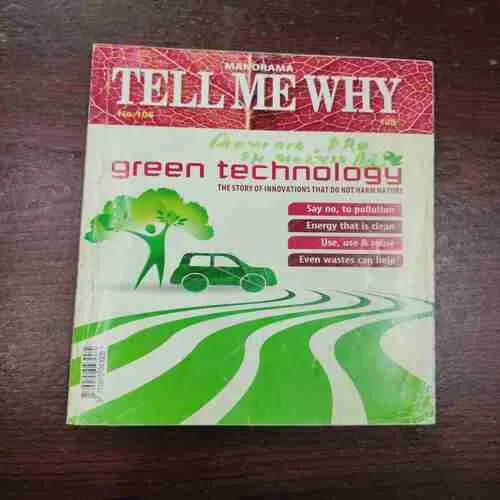 MANORAMA
TELL ME WHY
No. 106
green technology
THE STORY OF INNOVATIONS THAT DO NOT HARM NATURE
Say no, to pollution
Energy that is clean
Use, use & reuse
Even wastes can help